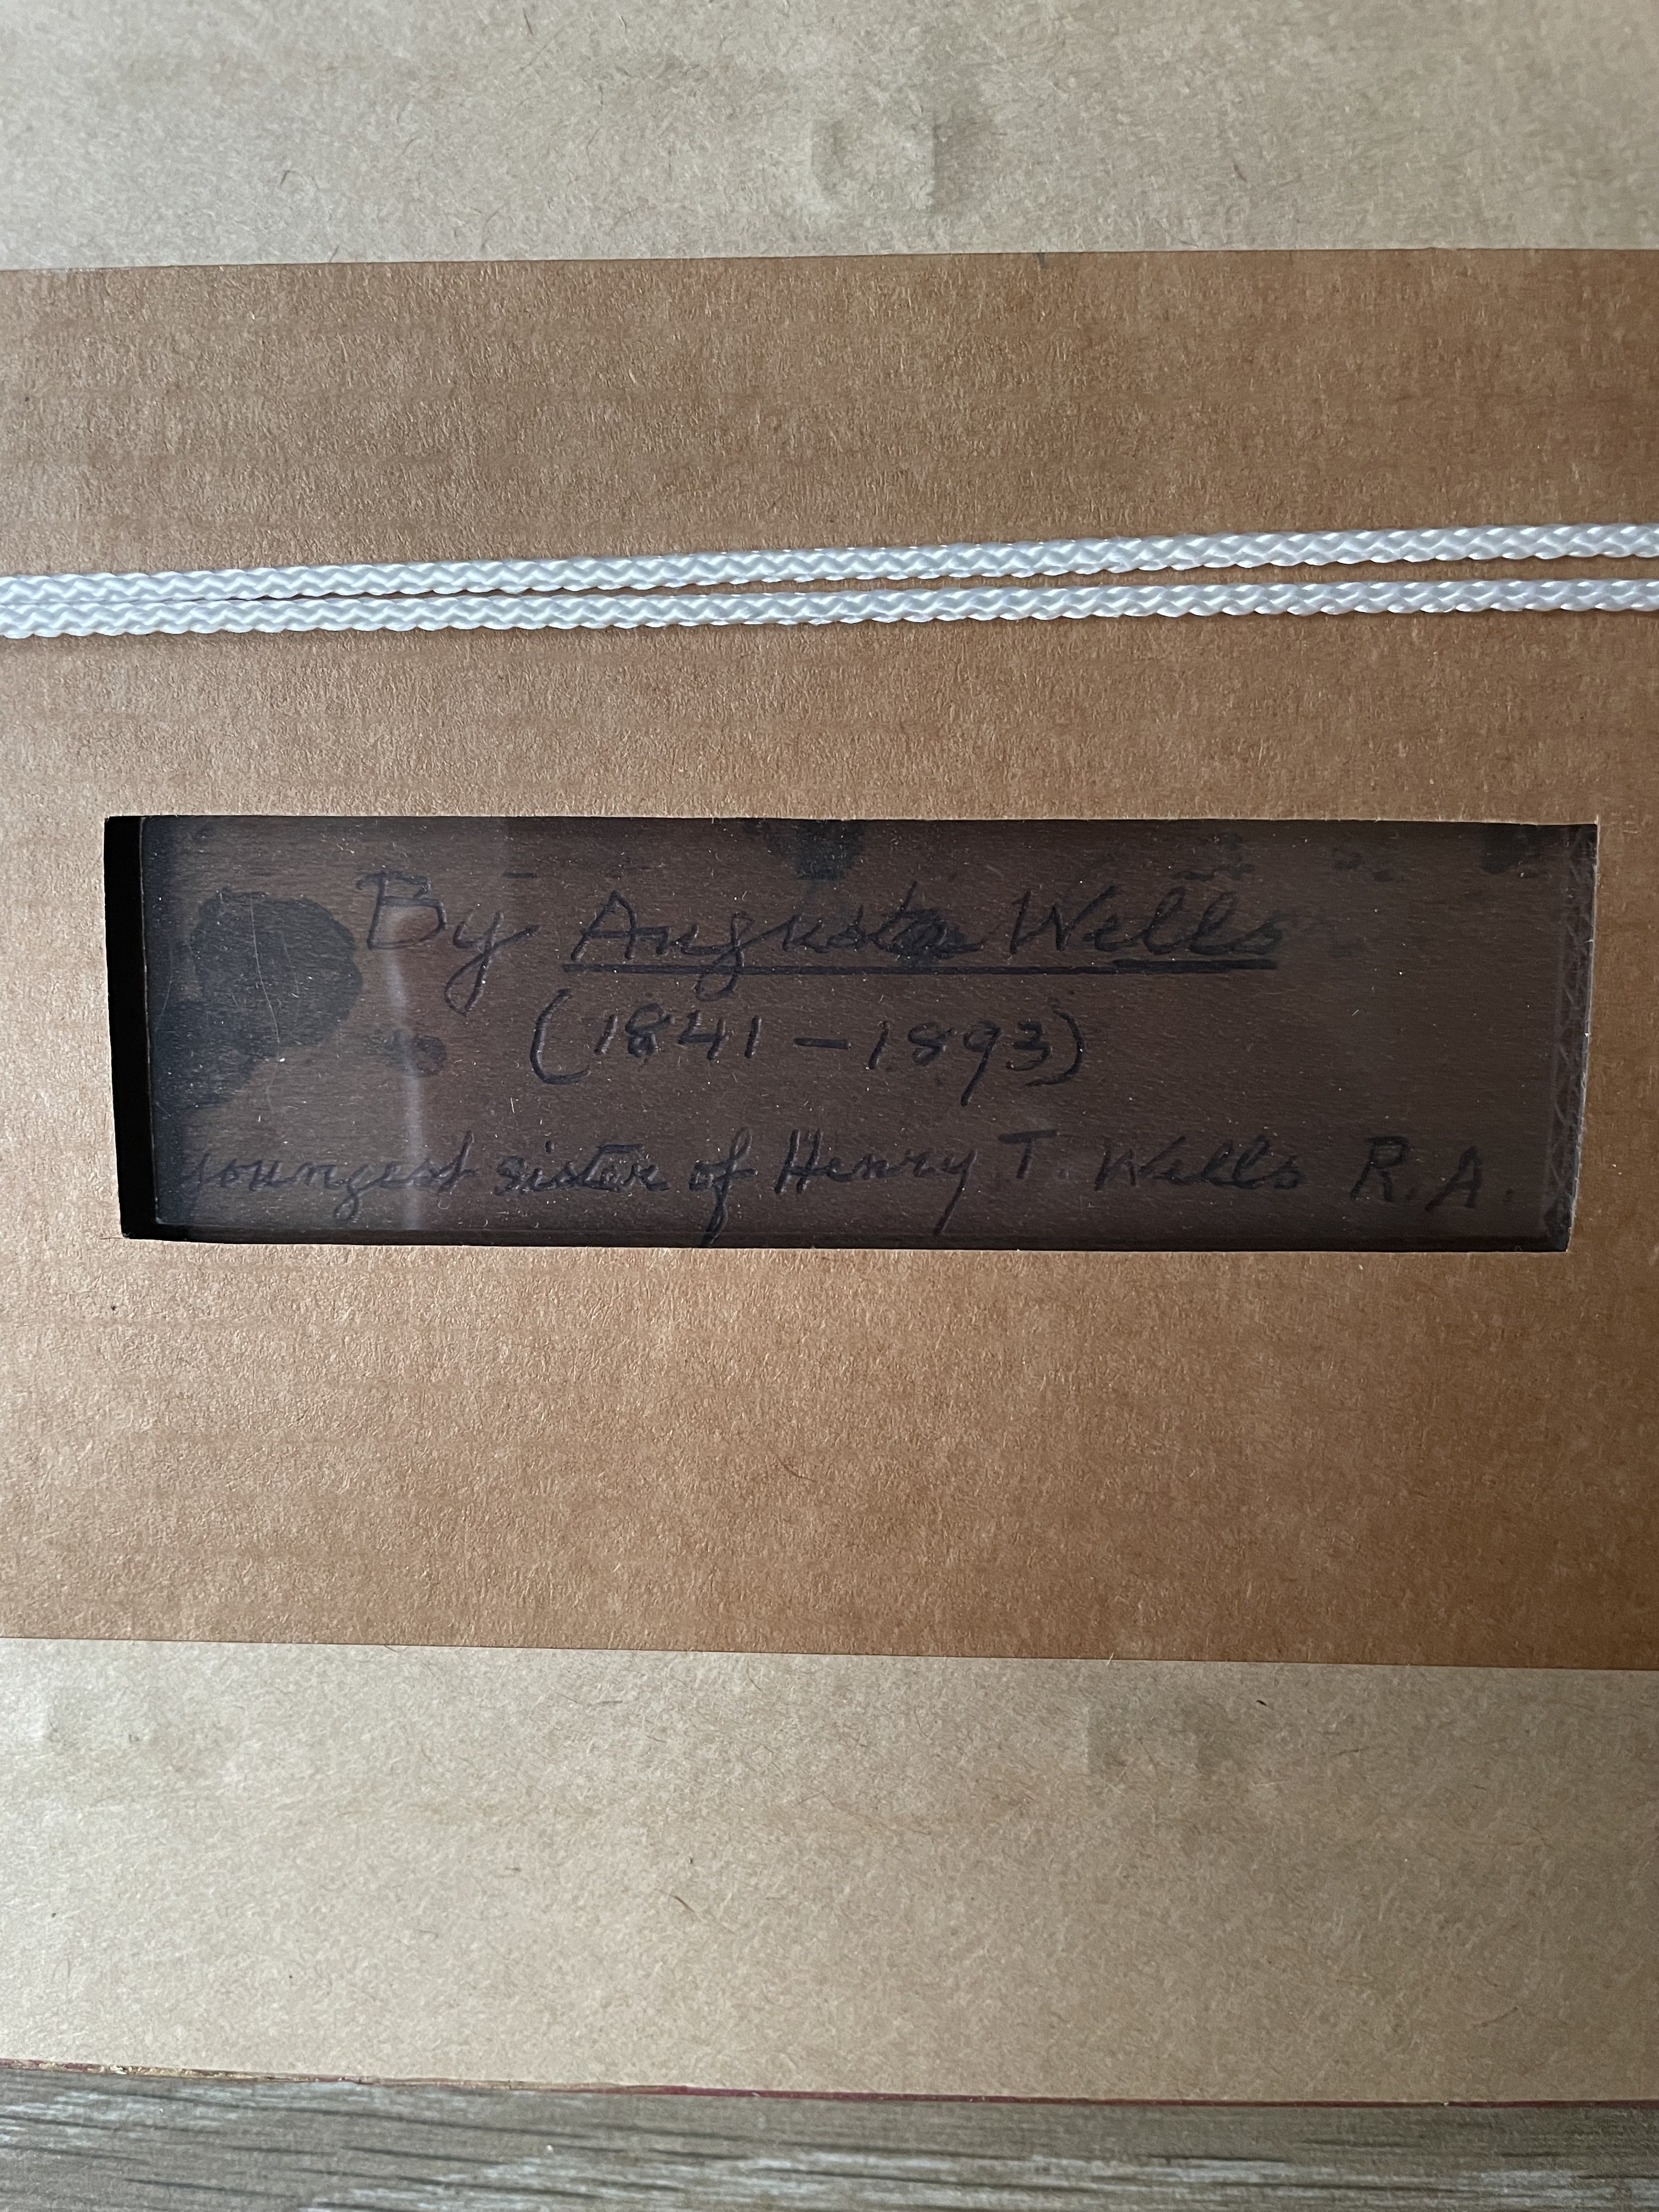 By Augusta Wells
(1841 – 1893)
youngest sister of Henry T. Wells R.A.